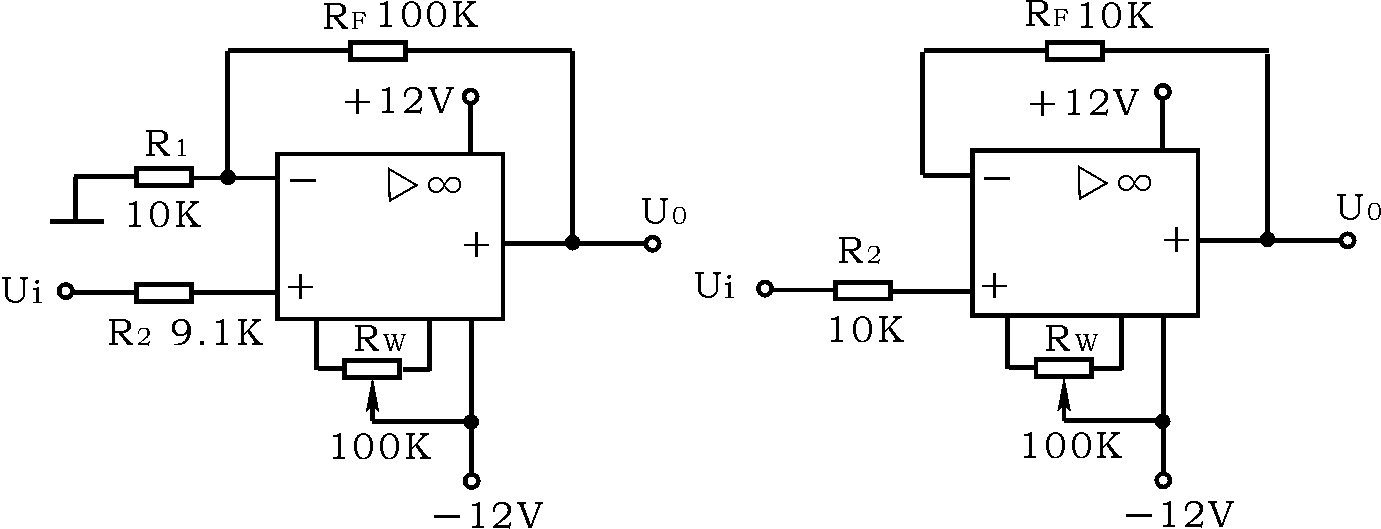 RF 100K
+12V
R1
10K
− ▷ ∞
+
U0
Ui
+
R2 9.1K
RW
100K
−12V
RF 10K
+12V
− ▷ ∞
+
U0
R2
Ui
+
10K
RW
100K
−12V